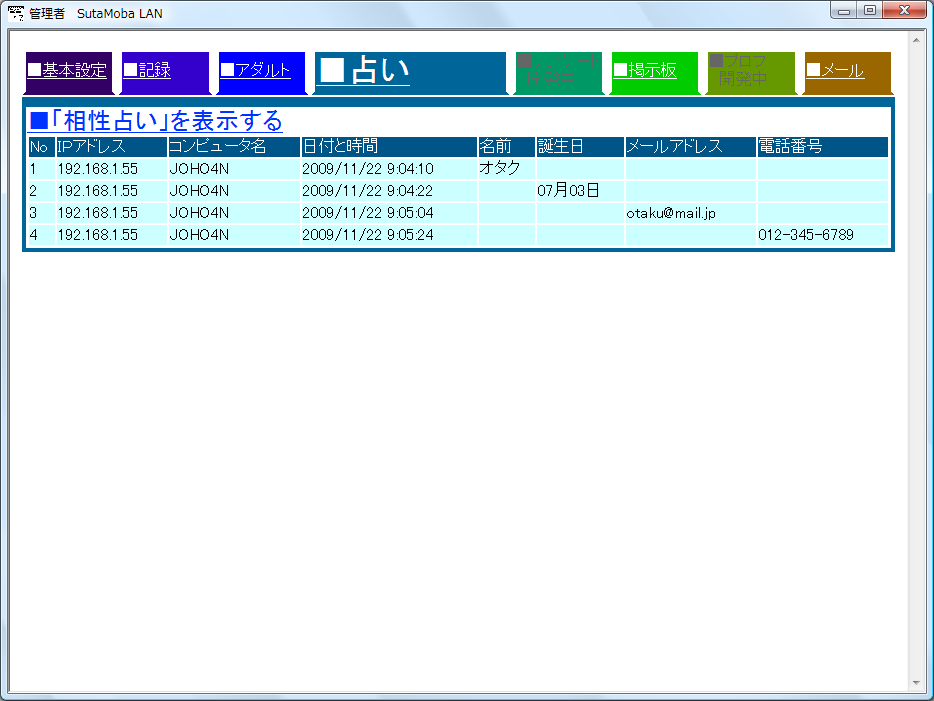 管理者 SutaMoba LAN
■基本設定 ■記録 ■アダルト ■占い ■掲示板 ■プロフ 開発中 ■メール
■「相性占い」を表示する
No IPアドレス コンピュータ名 日付と時間 名前 誕生日 メールアドレス 電話番号
1 192.168.1.55 JOHO4N 2009/11/22 9:04:10 オタク
2 192.168.1.55 JOHO4N 2009/11/22 9:04:22 07月03日
3 192.168.1.55 JOHO4N 2009/11/22 9:05:04 otaku@mail.jp
4 192.168.1.55 JOHO4N 2009/11/22 9:05:24 012-345-6789